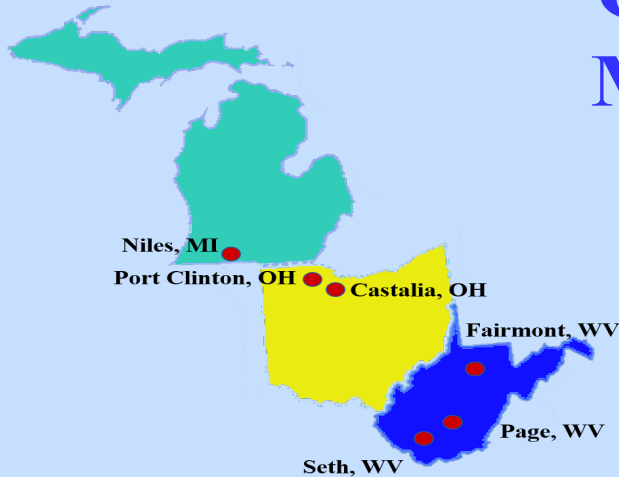 Niles, MI
Port Clinton, OH
Castalia, OH
Fairmont, WV
Page, WV
Seth, WV